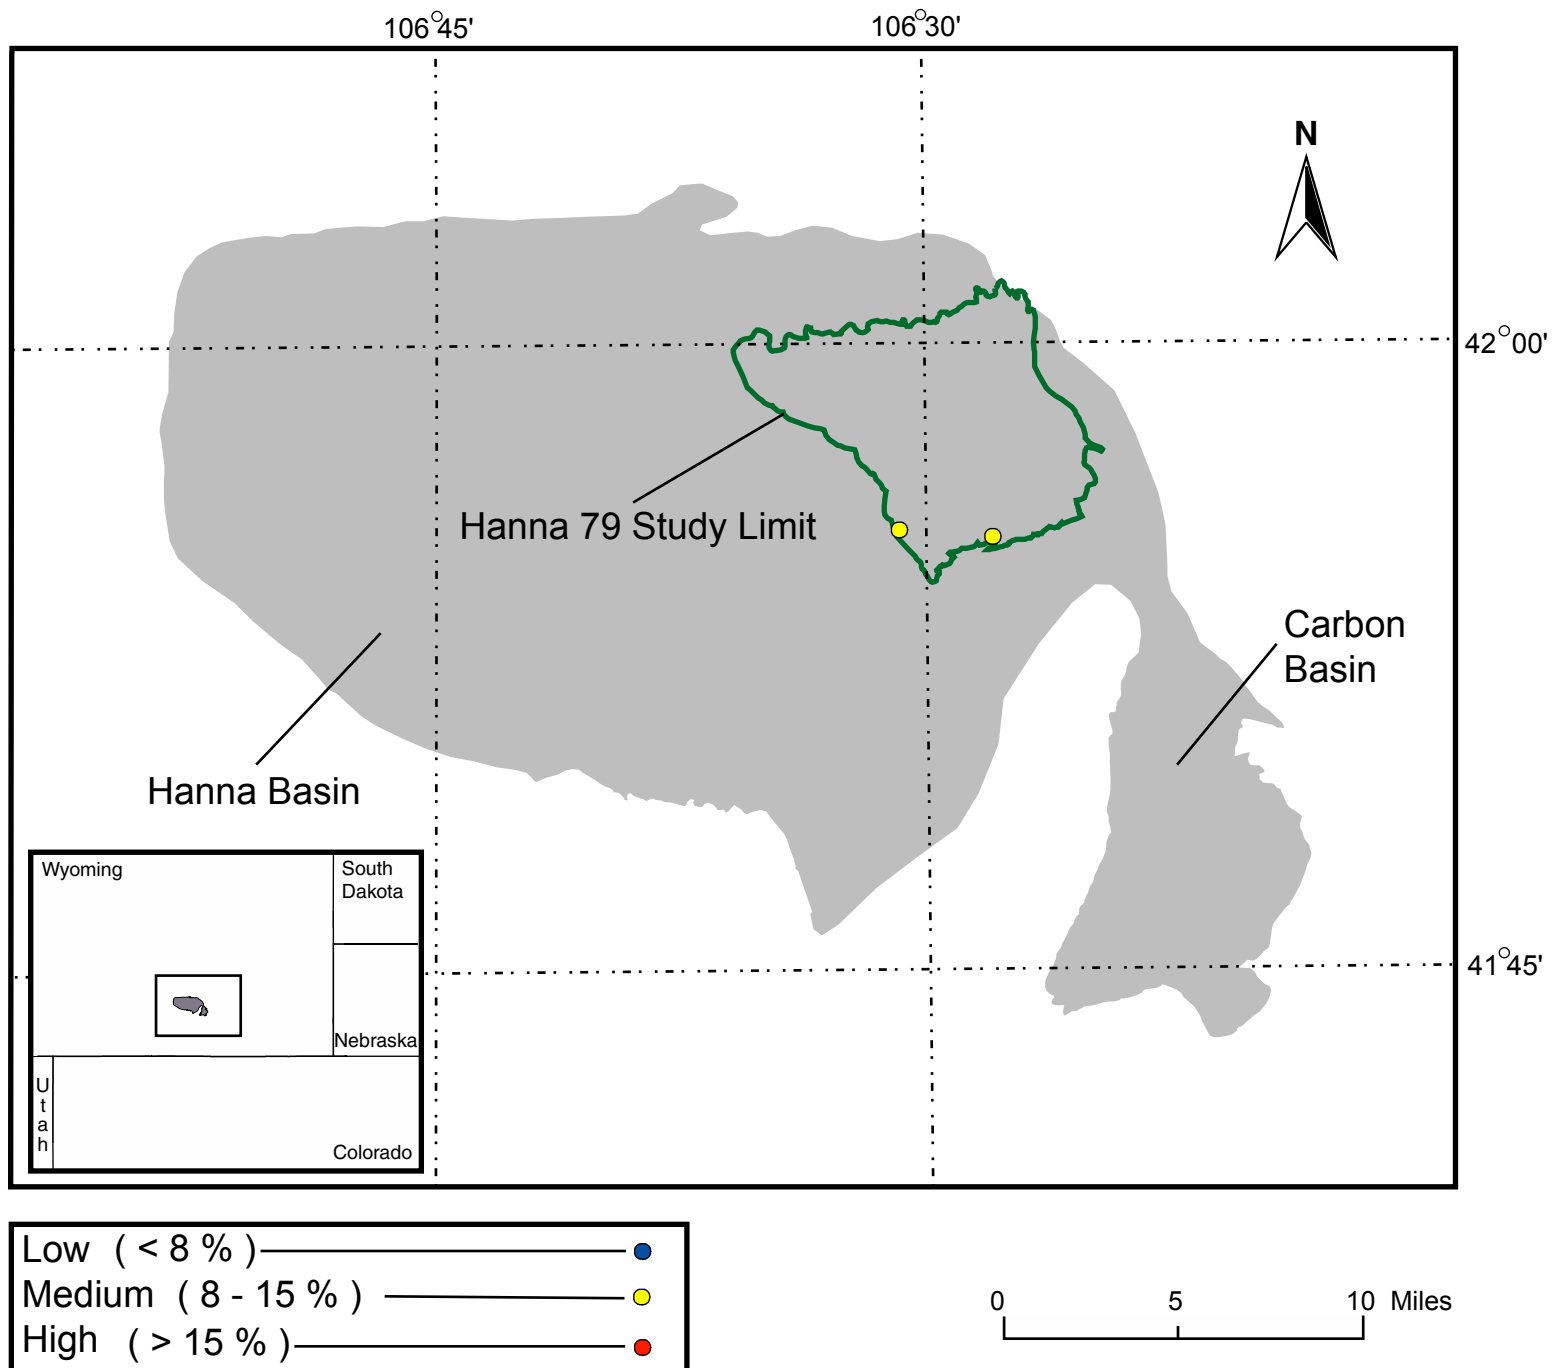 106°45'
106°30'
N
42°00'
Hanna 79 Study Limit
Carbon
Basin
Hanna Basin
Wyoming
South
Dakota
Nebraska
Utah
Colorado
41°45'
Low ( < 8 % )
Medium ( 8 - 15 % )
High ( > 15 % )
0 5 10 Miles